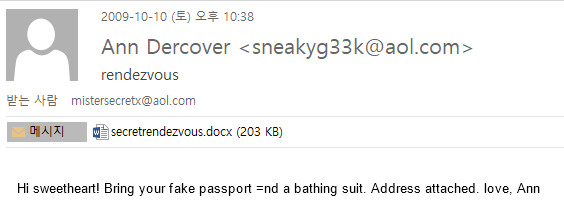 2009-10-10 (토) 오후 10:38
Ann Dercover <sneakyg33k@aol.com>
rendezvous
받는 사람 mistersecretx@aol.com
메시지 secretrendezvous.docx (203 KB)
Hi sweetheart! Bring your fake passport =nd a bathing suit. Address attached. love, Ann